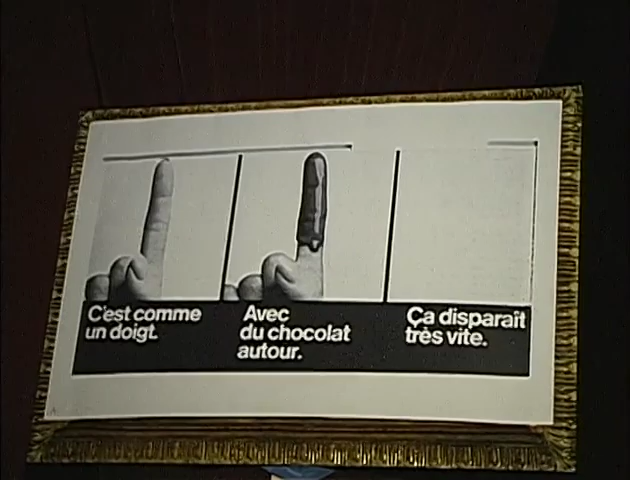 C'est comme
un doigt.
Avec
du chocolat
autour.
Ça disparaît
très vite.